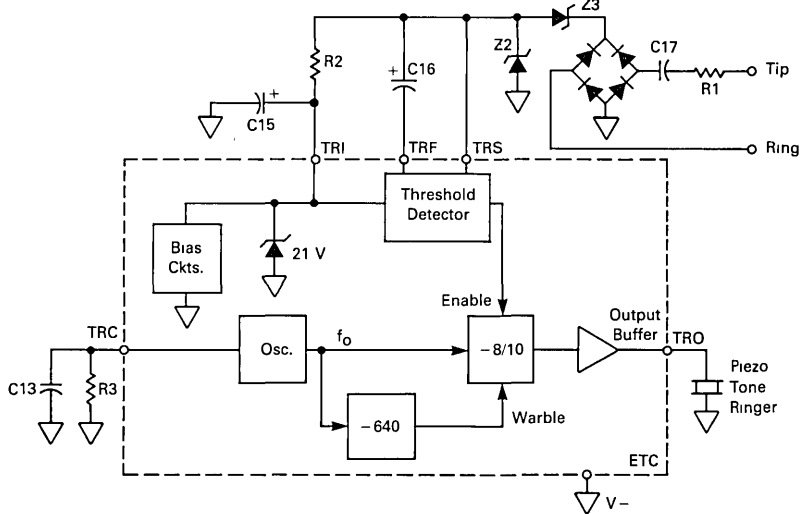 Z3
R2
+
C16
Z2
C17
R1
Tip
+
C15
Ring
TRI
TRF
TRS
Threshold
Detector
Bias
Ckts.
21 V
Enable
Output
Buffer
TRC
Osc.
fo
−8/10
TRO
C13
R3
−640
Warble
Piezo
Tone
Ringer
ETC
V−